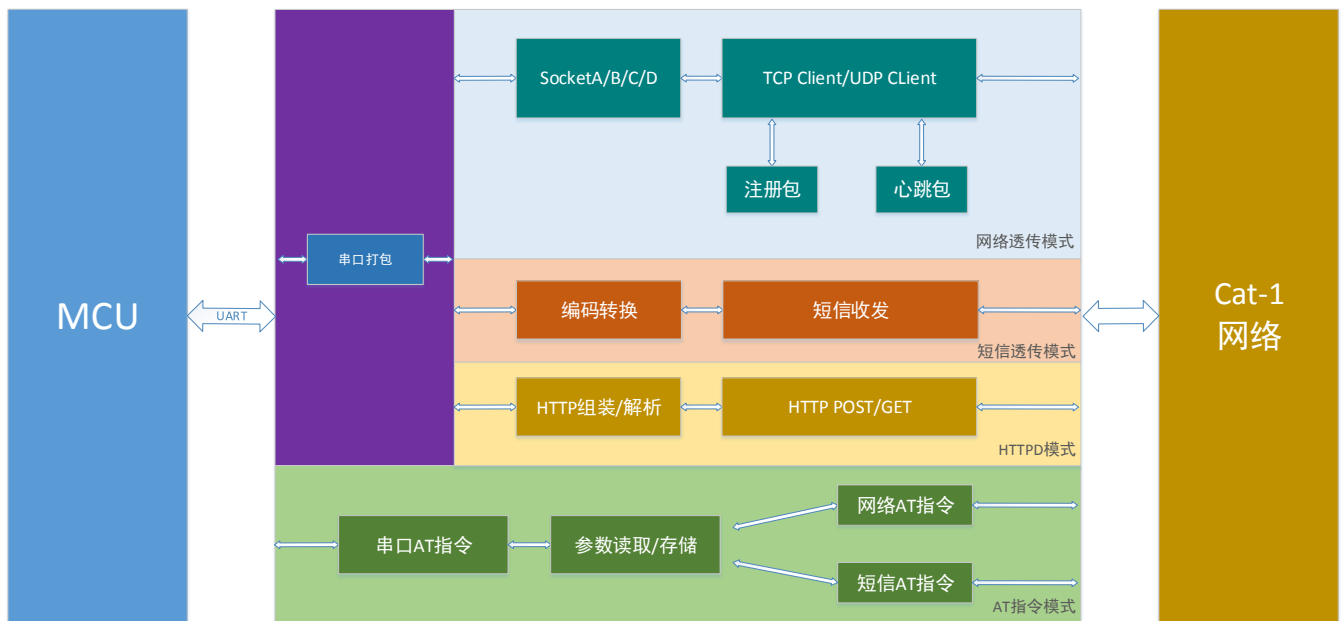 MCU
UART
串口打包
SocketA/B/C/D
TCP Client/UDP CLient
注册包
心跳包
网络透传模式
编码转换
短信收发
短信透传模式
HTTP组装/解析
HTTP POST/GET
HTTPD模式
串口AT指令
参数读取/存储
网络AT指令
短信AT指令
AT指令模式
Cat-1
网络